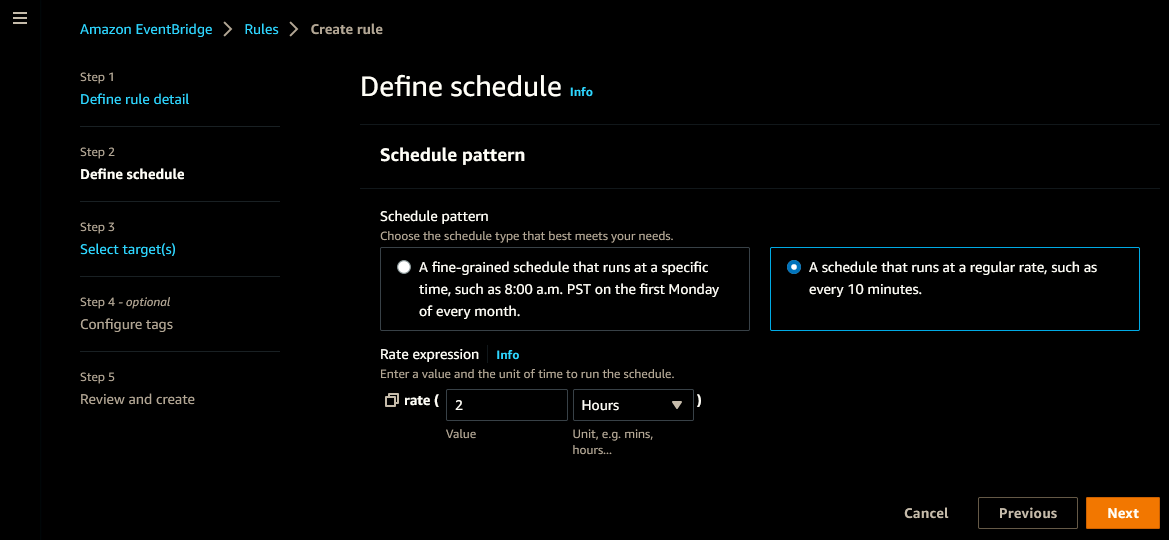 Amazon EventBridge > Rules > Create rule
Step 1
Define rule detail
Step 2
Define schedule
Step 3
Select target(s)
Step 4 - optional
Configure tags
Step 5
Review and create
Define schedule Info
Schedule pattern
Schedule pattern
Choose the schedule type that best meets your needs.
A fine-grained schedule that runs at a specific
time, such as 8:00 a.m. PST on the first Monday
of every month.
A schedule that runs at a regular rate, such as
every 10 minutes.
Rate expression Info
Enter a value and the unit of time to run the schedule.
rate ( 2 Hours )
Value
Unit, e.g. mins,
hours...
Cancel Previous Next